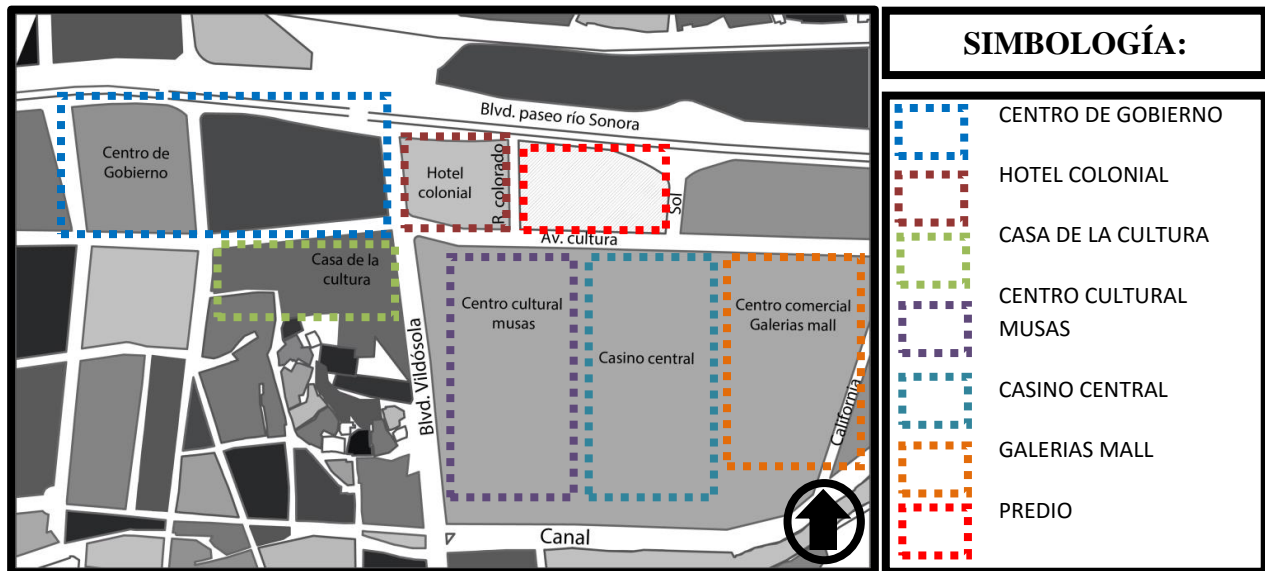 Blvd. paseo río Sonora
Centro de
Gobierno
Hotel
colonial
R. colorado
Sol
Av. cultura
Casa de la
cultura
Centro cultural
musas
Casino central
Centro comercial
Galerias mall
Blvd. Vildósola
California
Canal
SIMBOLOGÍA:
CENTRO DE GOBIERNO
HOTEL COLONIAL
CASA DE LA CULTURA
CENTRO CULTURAL
MUSAS
CASINO CENTRAL
GALERIAS MALL
PREDIO